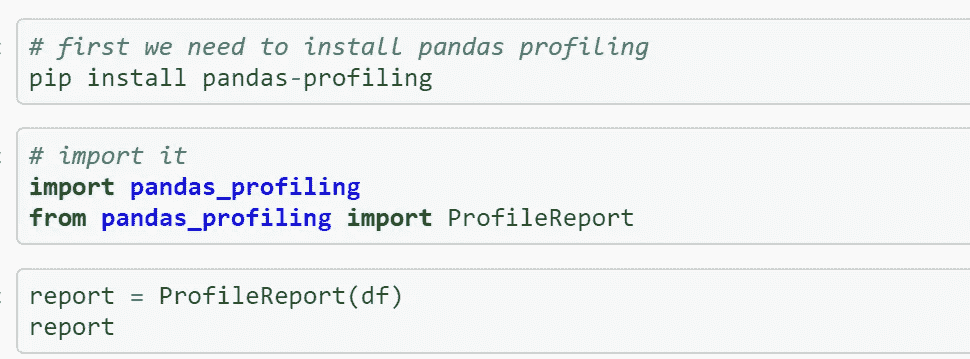 # first we need to install pandas profiling
pip install pandas-profiling
# import it
import pandas_profiling
from pandas_profiling import ProfileReport
report = ProfileReport(df)
report